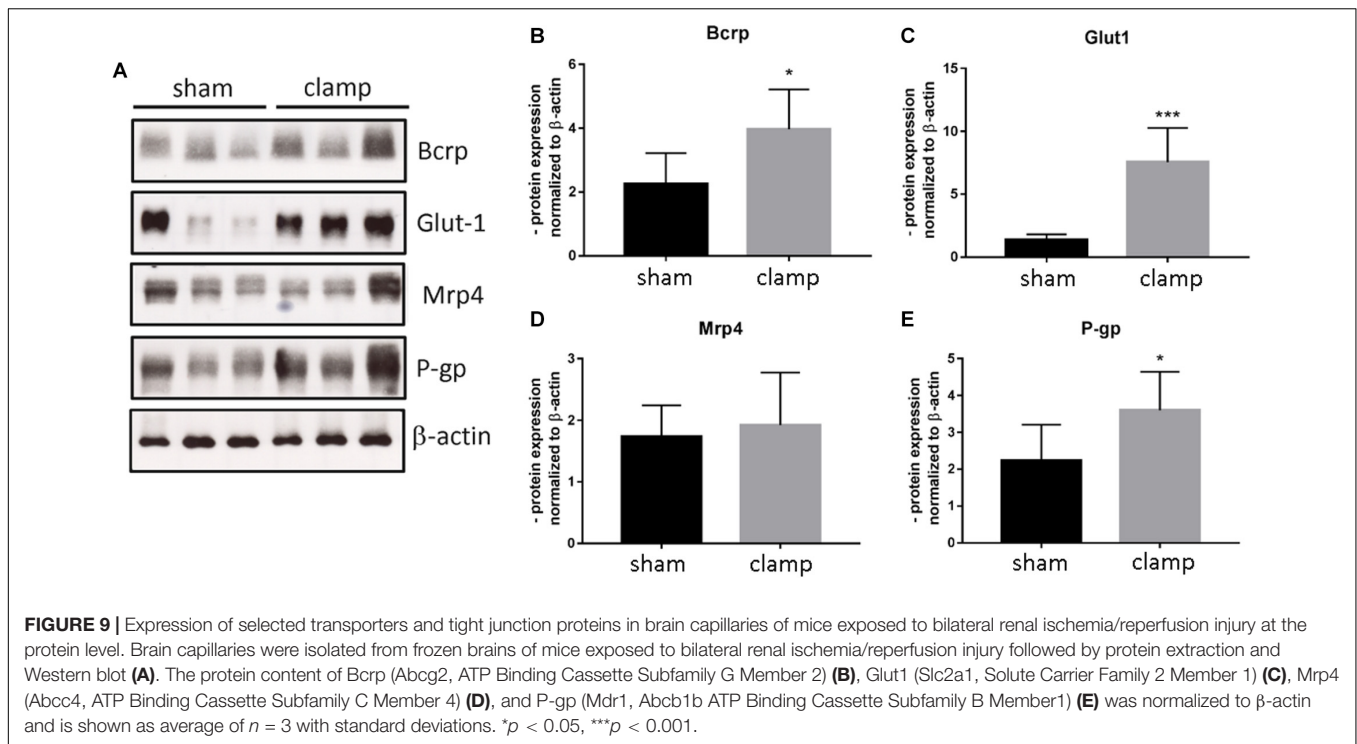 A
sham clamp
Bcrp
Glut-1
Mrp4
P-gp
β-actin
B
Bcrp
- protein expression
normalized to β-actin
6
4
2
0
*
sham clamp
C
Glut1
- protein expression
normalized to β-actin
15
10
5
0
***
sham clamp
D
Mrp4
- protein expression
normalized to β-actin
3
2
1
0
sham clamp
E
P-gp
- protein expression
normalized to β-actin
5
4
3
2
1
0
*
sham clamp
FIGURE 9 | Expression of selected transporters and tight junction proteins in brain capillaries of mice exposed to bilateral renal ischemia/reperfusion injury at the
protein level. Brain capillaries were isolated from frozen brains of mice exposed to bilateral renal ischemia/reperfusion injury followed by protein extraction and
Western blot (A). The protein content of Bcrp (Abcg2, ATP Binding Cassette Subfamily G Member 2) (B), Glut1 (Slc2a1, Solute Carrier Family 2 Member 1) (C), Mrp4
(Abcc4, ATP Binding Cassette Subfamily C Member 4) (D), and P-gp (Mdr1, Abcb1b ATP Binding Cassette Subfamily B Member1) (E) was normalized to β-actin
and is shown as average of n = 3 with standard deviations. *p < 0.05, ***p < 0.001.